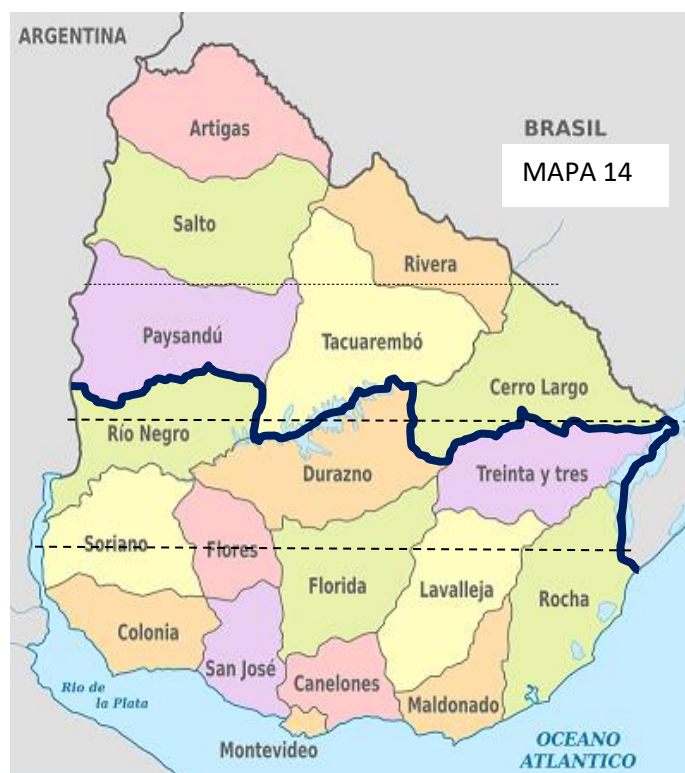 ARGENTINA
Artigas
BRASIL
MAPA 14
Salto
Rivera
Paysandú
Tacuarembó
Cerro Largo
Río Negro
Durazno
Treinta y tres
Soriano
Flores
Florida
Lavalleja
Rocha
Colonia
San José
Canelones
Maldonado
Rio de
la Plata
Montevideo
OCEANO
ATLANTICO